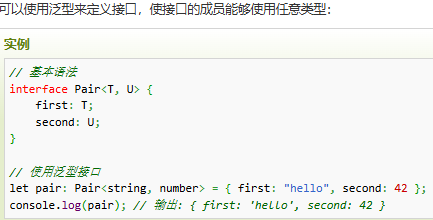 可以使用泛型来定义接口，使接口的成员能够使用任意类型：
实例
// 基本语法
interface Pair<T, U> {
    first: T;
    second: U;
}
// 使用泛型接口
let pair: Pair<string, number> = { first: "hello", second: 42 };
console.log(pair); // 输出: { first: 'hello', second: 42 }